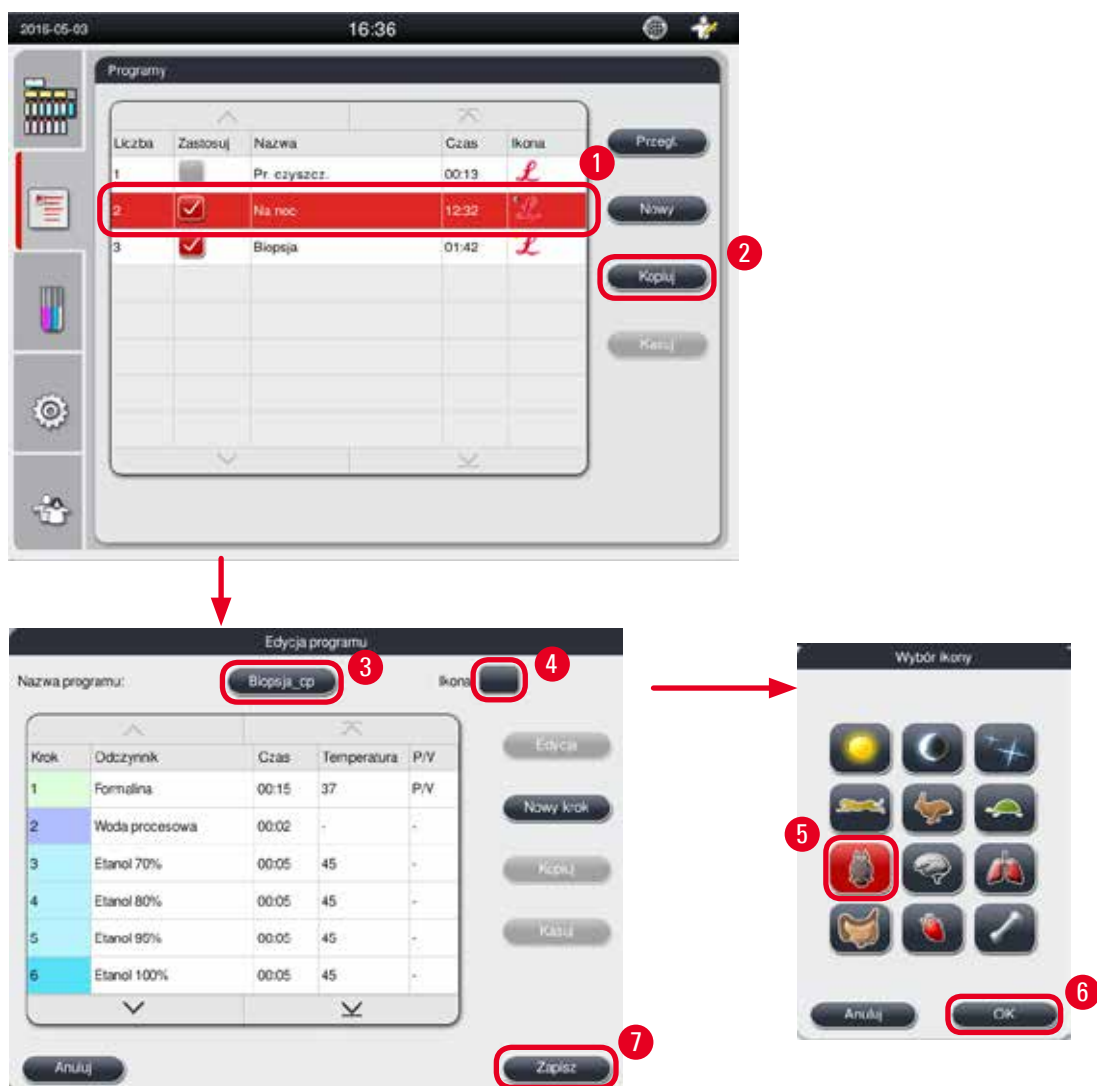 2016-05-03 16:36
Programy
Liczba Zastosuj Nazwa Czas Ikona
1 Pr. czyszcz. 00:13
2 Na noc 12:32
3 Biopsja 01:42
Przegl.
Nowy
Kopiuj
Kasuj
1
2
Edycja programu
Nazwa programu: Biopsja_cp Ikona
3
4
Krok Odczynnik Czas Temperatura P/V
1 Formalina 00:15 37 P/V
2 Woda procesowa 00:02 - -
3 Etanol 70% 00:05 45 -
4 Etanol 80% 00:05 45 -
5 Etanol 95% 00:05 45 -
6 Etanol 100% 00:05 45 -
Edycja
Nowy krok
Kopiuj
Kasuj
Anuluj
Zapisz
7
Wybór ikony
5
Anuluj
OK
6